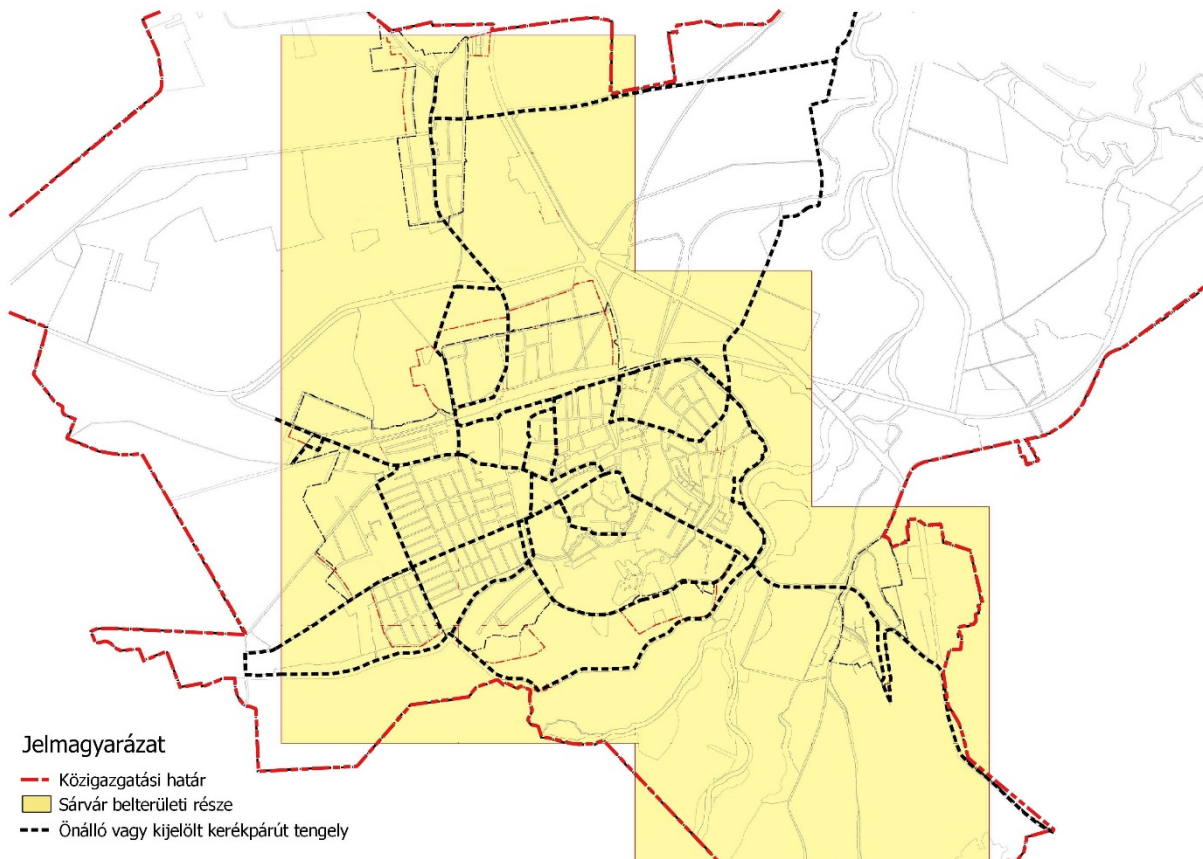 Jelmagyarázat
Közigazgatási határ
Sárvár belterületi része
Önálló vagy kijelölt kerékpárút tengely